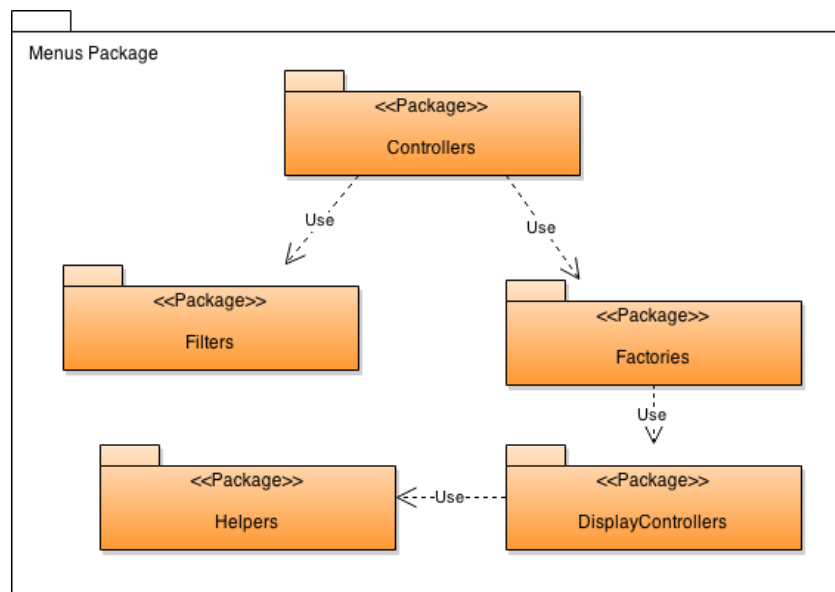 Menus Package
<<Package>>
Controllers
Use
Use
<<Package>>
Filters
<<Package>>
Factories
Use
<<Package>>
Helpers
Use
<<Package>>
DisplayControllers